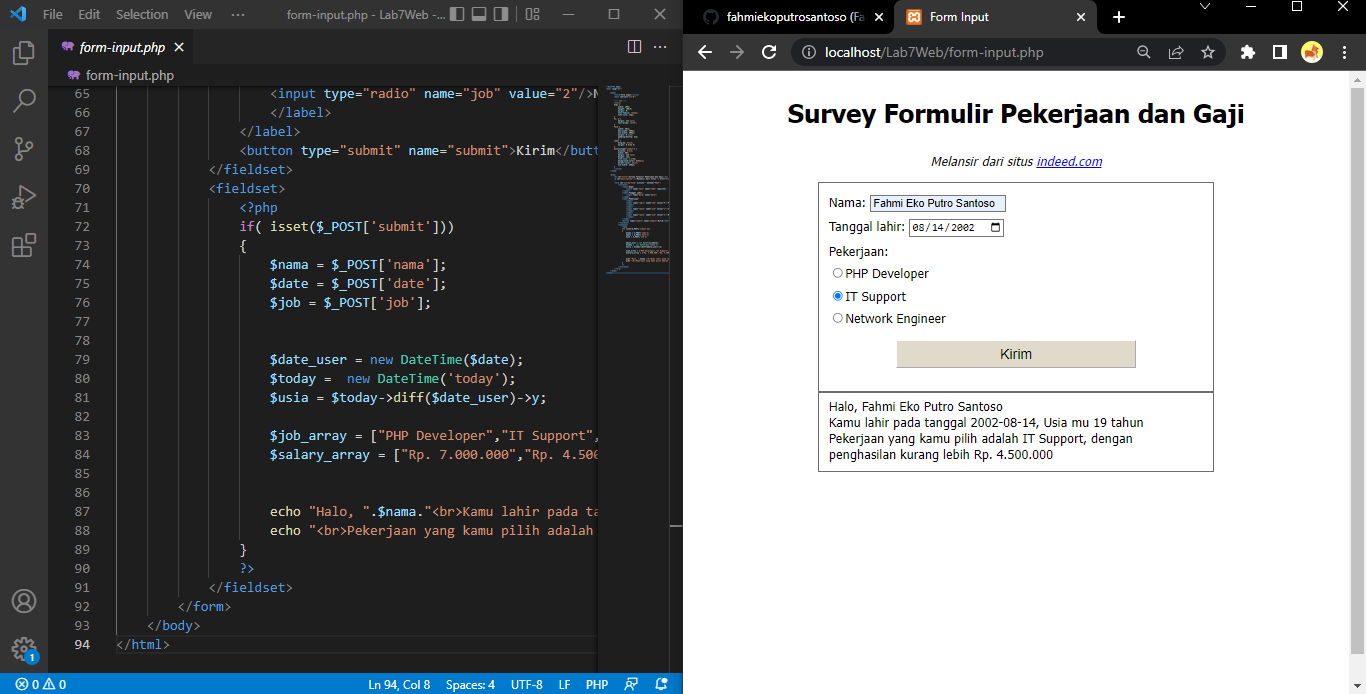 File Edit Selection View ··· form-input.php - Lab7Web -...
form-input.php
form-input.php
65 <input type="radio" name="job" value="2"/>N
66 </label>
67 </label>
68 <button type="submit" name="submit">Kirim</butt
69 </fieldset>
70 <fieldset>
71 <?php
72 if( isset($_POST['submit']))
73 {
74 $nama = $_POST['nama'];
75 $date = $_POST['date'];
76 $job = $_POST['job'];
77
78
79 $date_user = new DateTime($date);
80 $today =  new DateTime('today');
81 $usia = $today->diff($date_user)->y;
82
83 $job_array = ["PHP Developer","IT Support",
84 $salary_array = ["Rp. 7.000.000","Rp. 4.500
85
86
87 echo "Halo, ".$nama."<br>Kamu lahir pada ta
88 echo "<br>Pekerjaan yang kamu pilih adalah
89 }
90 ?>
91 </fieldset>
92 </form>
93 </body>
94 </html>
1
0 0 Ln 94, Col 8 Spaces: 4 UTF-8 LF PHP
fahmiekoputrosantoso (Fa Form Input
localhost/Lab7Web/form-input.php
Survey Formulir Pekerjaan dan Gaji
Melansir dari situs indeed.com
Nama: Fahmi Eko Putro Santoso
Tanggal lahir: 08/14/2002
Pekerjaan:
PHP Developer
IT Support
Network Engineer
Kirim
Halo, Fahmi Eko Putro Santoso
Kamu lahir pada tanggal 2002-08-14, Usia mu 19 tahun
Pekerjaan yang kamu pilih adalah IT Support, dengan
penghasilan kurang lebih Rp. 4.500.000